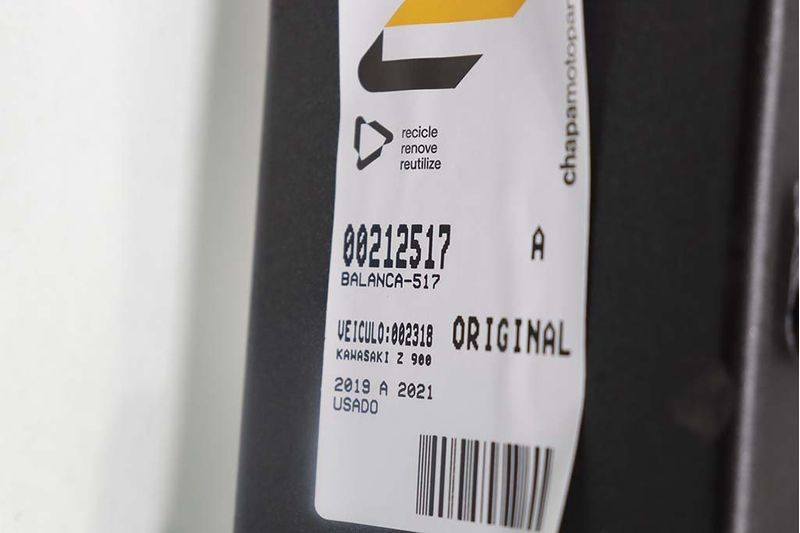 chapamotopar
recicle
renove
reutilize
00212517 A
BALANCA-517
VEICULO:002318 ORIGINAL
KAWASAKI Z 900
2019 A 2021
USADO